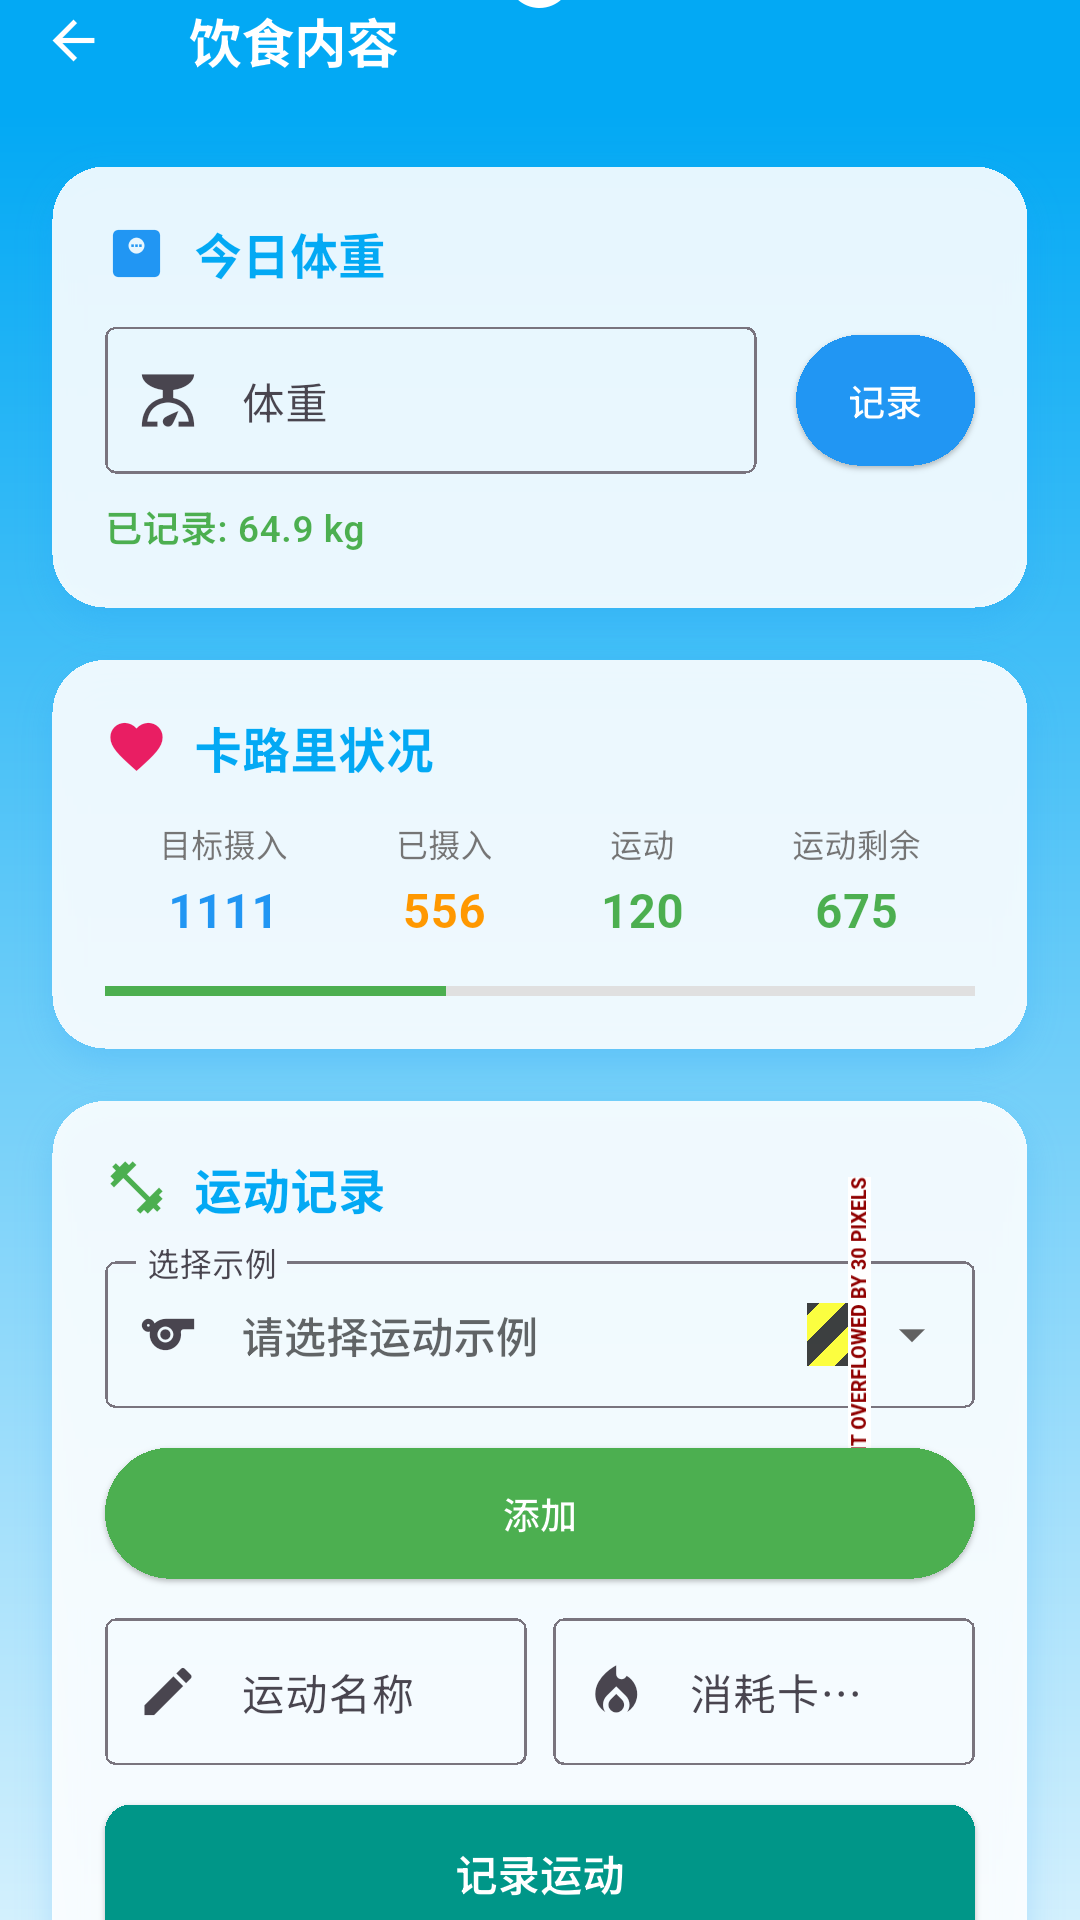 饮食内容
今日体重
体重
记录
已记录: 64.9 kg
卡路里状况
目标摄入 已摄入 运动 运动剩余
1111 556 120 675
运动记录
选择示例
请选择运动示例
T OVERFLOWED BY 30 PIXELS
添加
运动名称 消耗卡…
记录运动